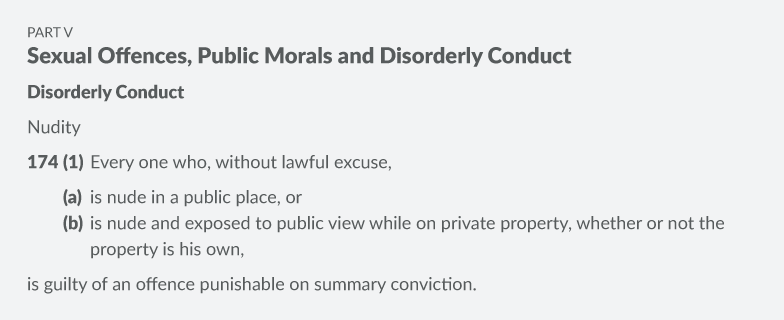 PART V
Sexual Offences, Public Morals and Disorderly Conduct
Disorderly Conduct
Nudity
174 (1) Every one who, without lawful excuse,
(a) is nude in a public place, or
(b) is nude and exposed to public view while on private property, whether or not the
property is his own,
is guilty of an offence punishable on summary conviction.